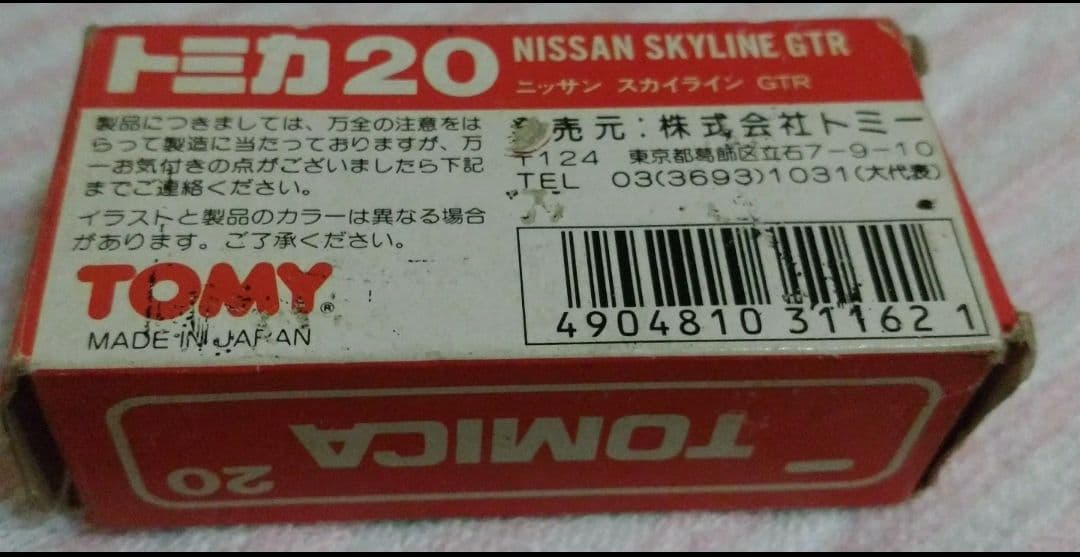 トミカ20
NISSAN SKYLINE GTR
ニッサン スカイライン GTR
製品につきましては、万全の注意をは
らって製造に当たっておりますが、万
一お気付きの点がございましたら下記
までご連絡ください。
イラストと製品のカラーは異なる場合
があります。ご了承ください。
TOMY®
MADE IN JAPAN
売元:株式会社トミー
〒124 東京都葛飾区立石7-9-10
TEL 03(3693)1031(大代表)
4904810 311621
TOMICA
20